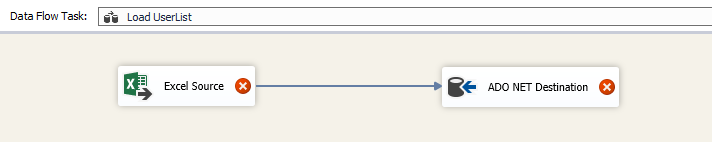 Data Flow Task: Load UserList
Excel Source
ADO NET Destination